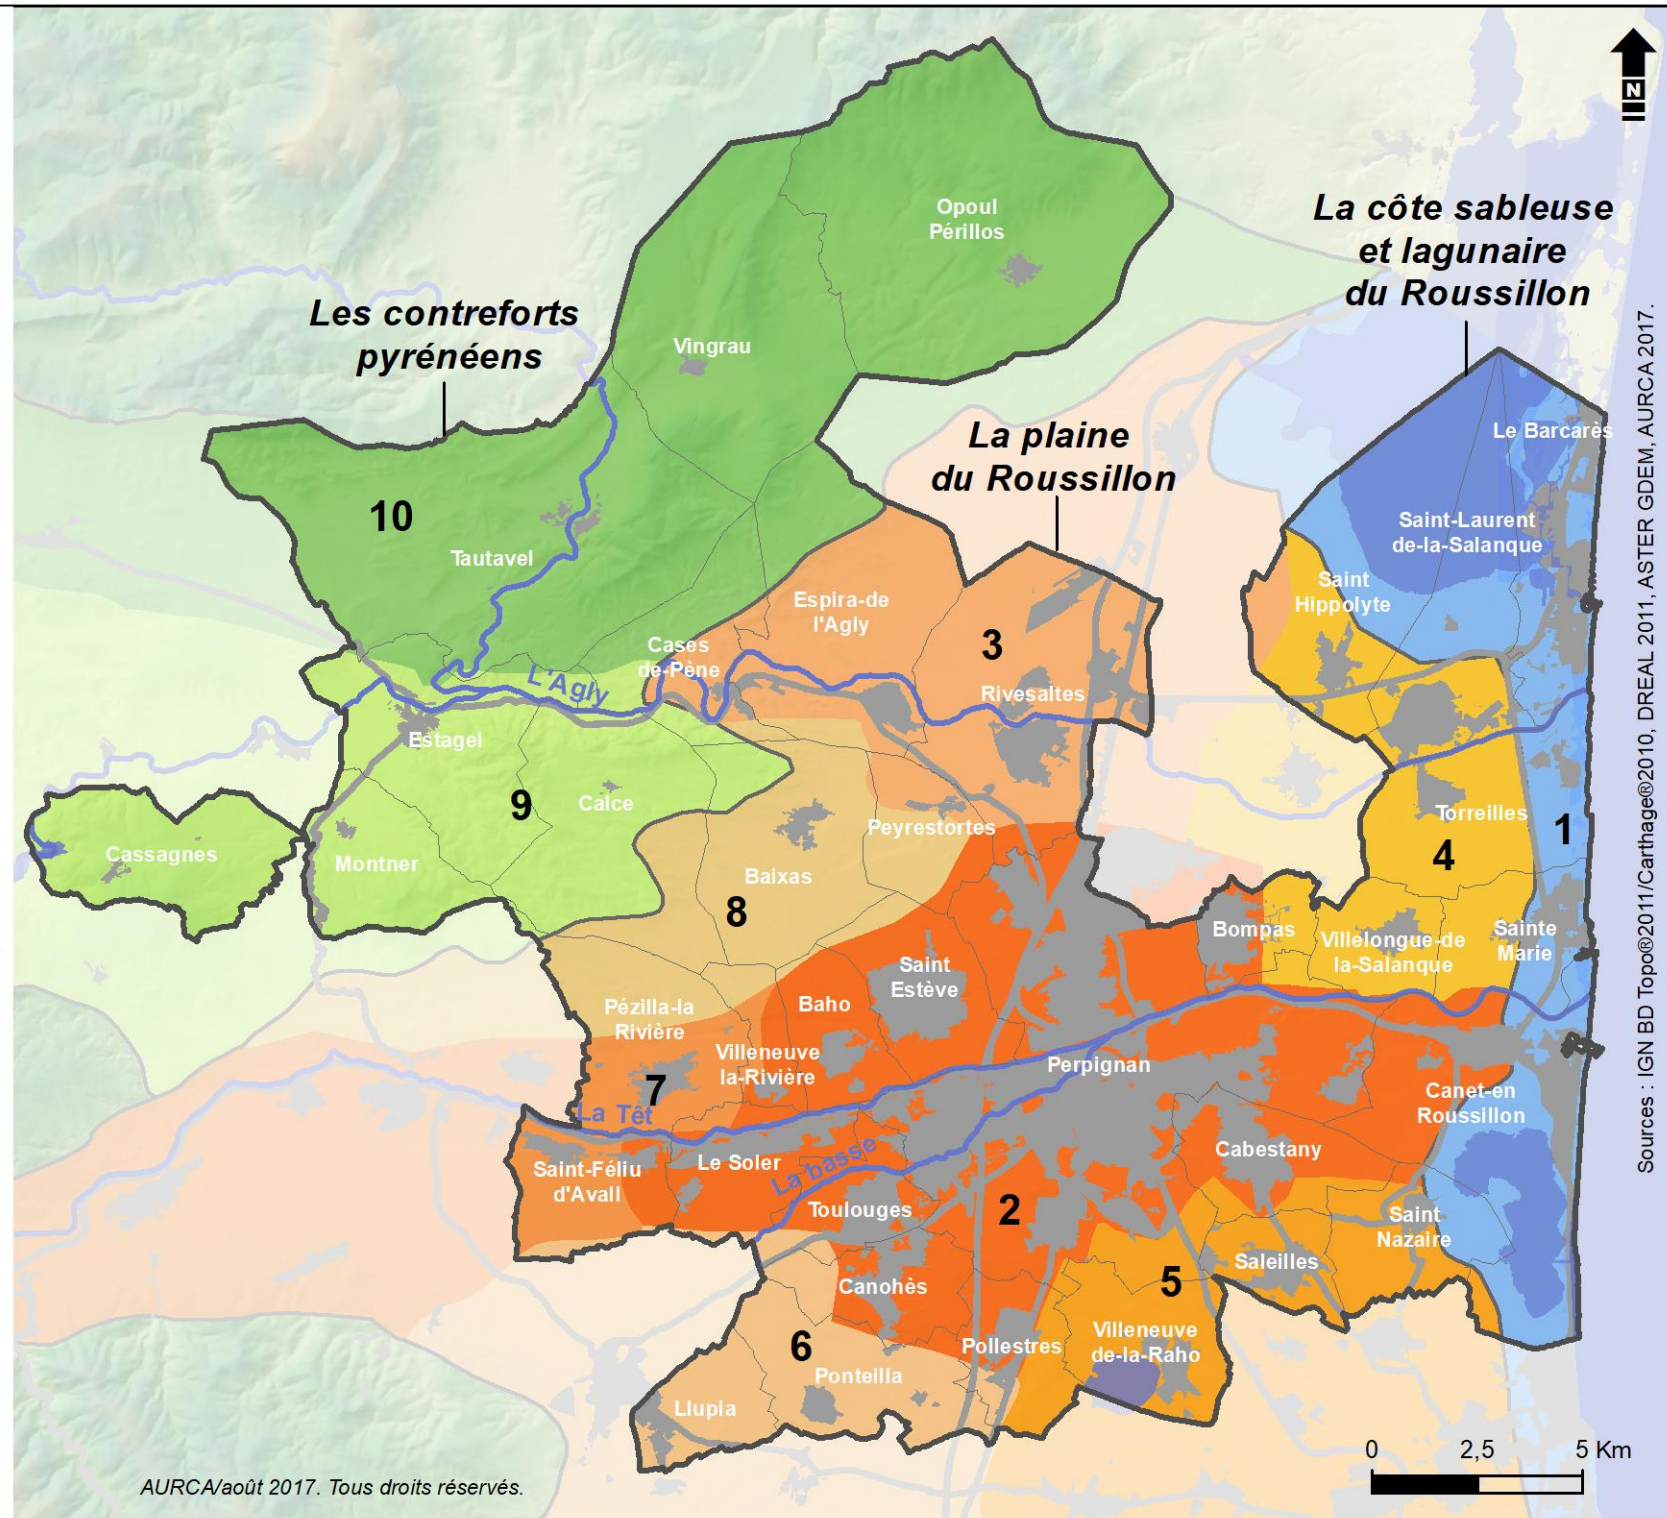 N
Opoul
Périllos
La côte sableuse
et lagunaire
du Roussillon
Les contreforts
pyrénéens
Vingrau
La plaine
du Roussillon
Le Barcarès
10
Saint-Laurent
de-la-Salanque
Tautavel
Saint
Hippolyte
Espira-de
l'Agly
Cases
de-Pène
3
L'Agly
Rivesaltes
Estagel
9
Calce
Torreilles
1
Peyrestortes
4
Cassagnes
Montner
Baixas
8
Bompas
Villelongue-de
la-Salanque
Sainte
Marie
Saint
Estève
Baho
Pézilla-la
Rivière
Villeneuve
la-Rivière
Perpignan
7
La Têt
Canet-en
Roussillon
Cabestany
Le Soler
La basse
Saint-Féliu
d'Avall
Toulouges
2
Saint
Nazaire
Saleilles
Canohès
5
6
Pollestres
Villeneuve
de-la-Raho
Ponteilla
Llupia
0 2,5 5 Km
AURCA/août 2017. Tous droits réservés.
Sources : IGN BD Topo®2011/Carthage®2010, DREAL 2011, ASTER GDEM, AURCA 2017.